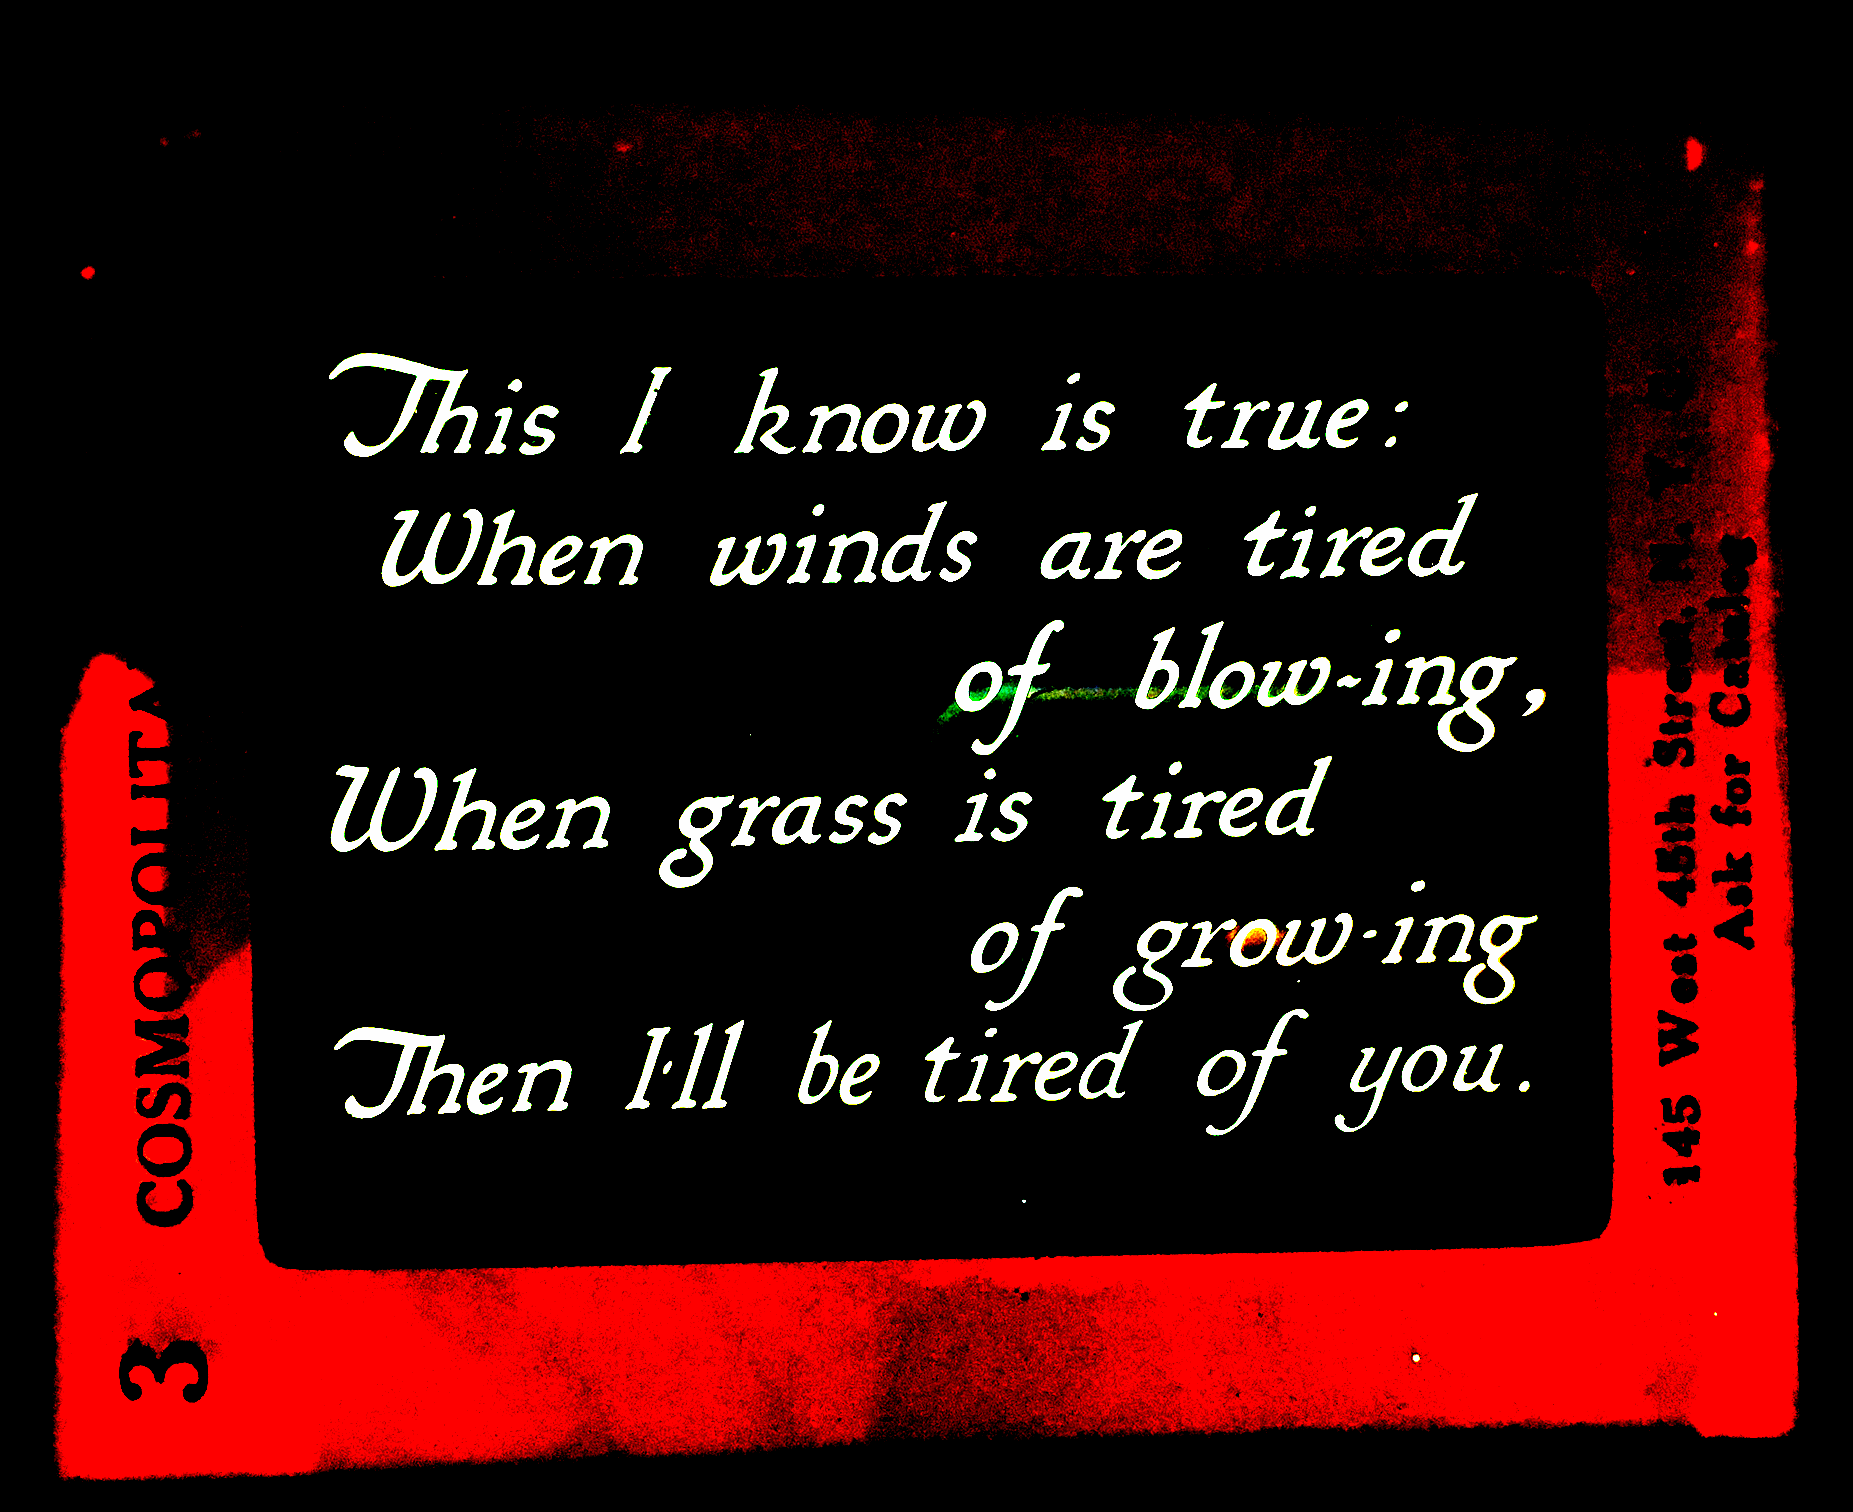 This I know is true:
When winds are tired
of blow-ing,
When grass is tired
of grow-ing
Then I'll be tired of you.
COSMOPOLITA
3
145 West 45th Street, N.
Ask for Catalog